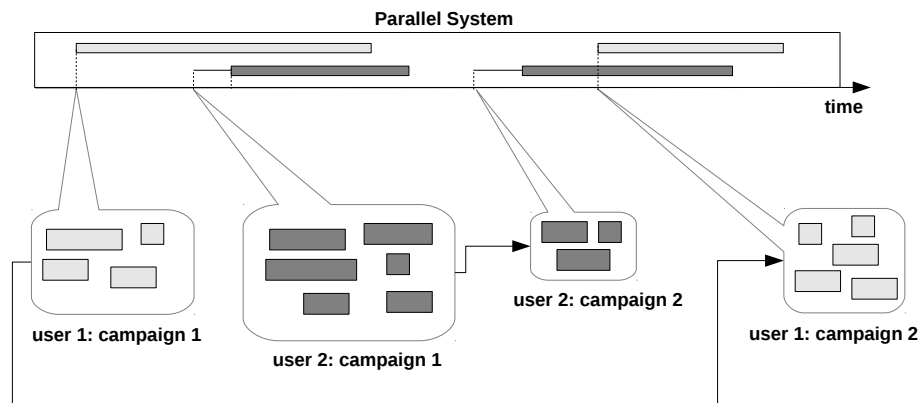 Parallel System
time
user 1: campaign 1
user 2: campaign 1
user 2: campaign 2
user 1: campaign 2